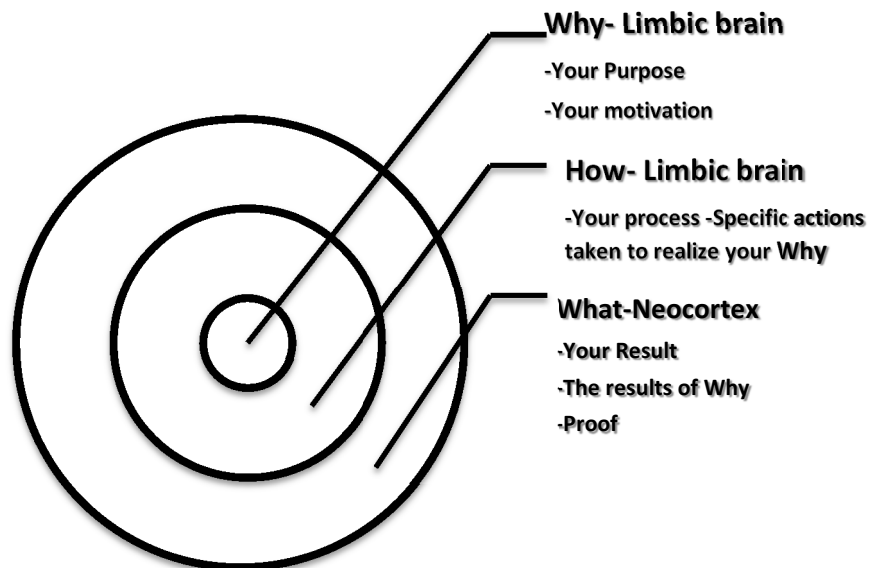 Why- Limbic brain
-Your Purpose
-Your motivation
How- Limbic brain
-Your process -Specific actions
taken to realize your Why
What-Neocortex
-Your Result
-The results of Why
-Proof